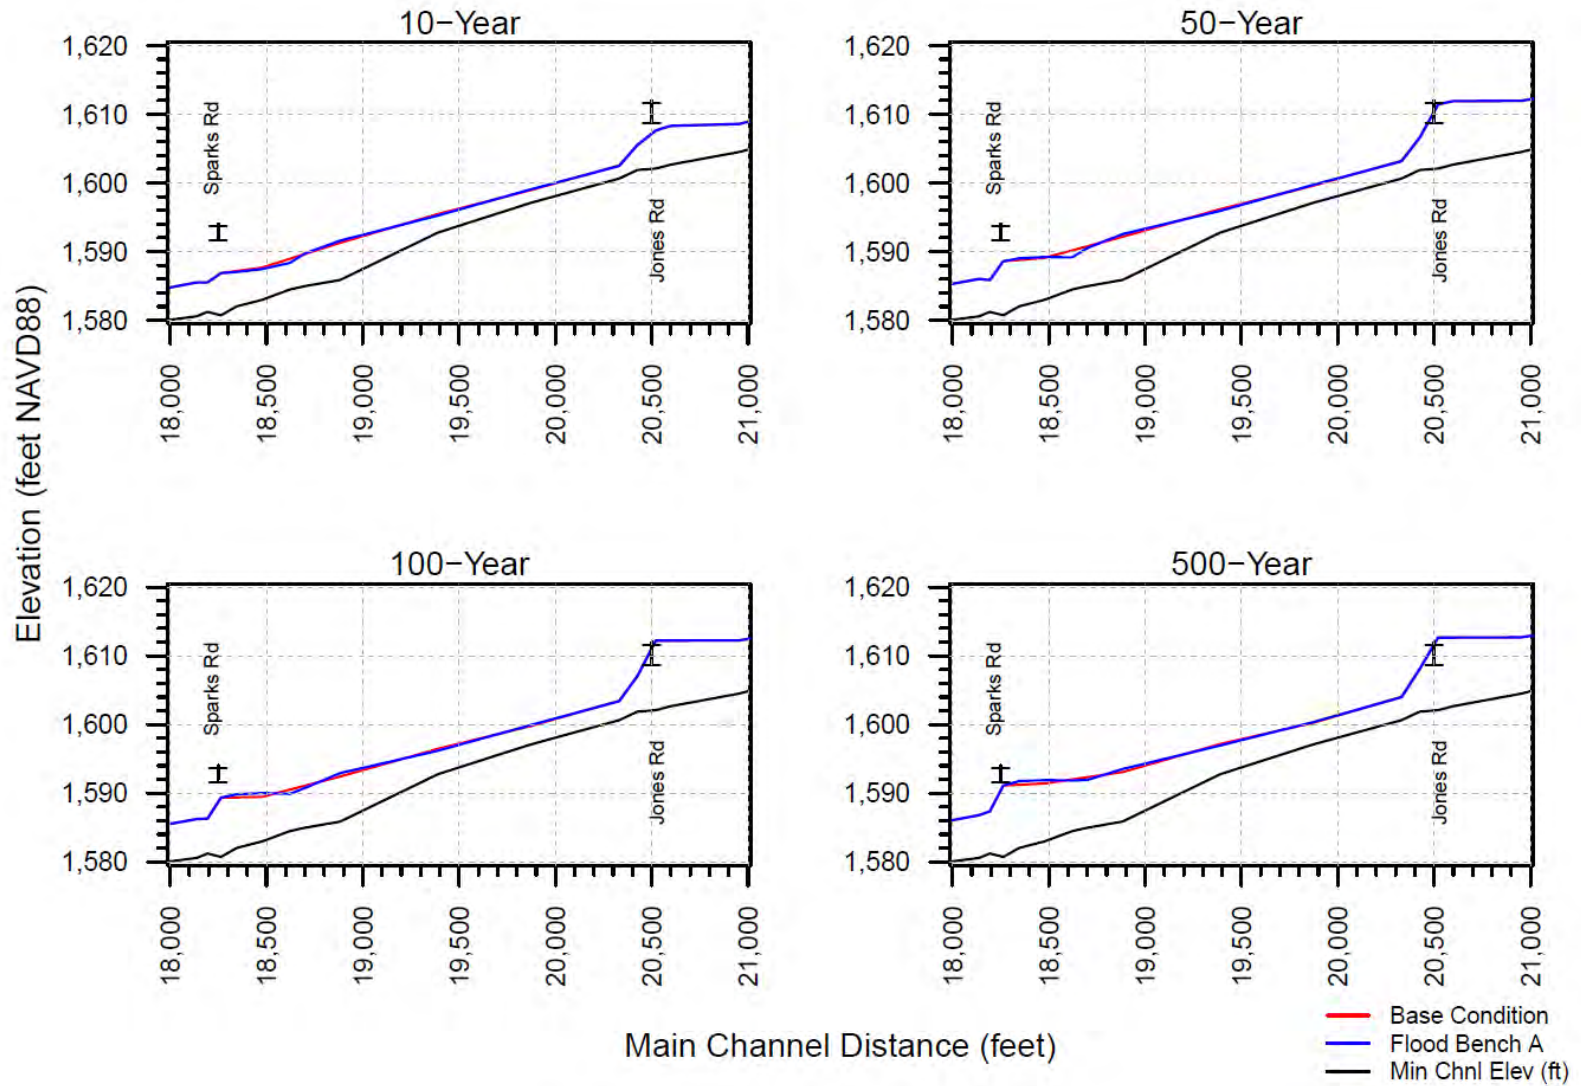 10−Year
50−Year
1,620
1,610
1,600
1,590
1,580
Sparks Rd
Jones Rd
18,000
18,500
19,000
19,500
20,000
20,500
21,000
1,620
1,610
1,600
1,590
1,580
Sparks Rd
Jones Rd
18,000
18,500
19,000
19,500
20,000
20,500
21,000
Elevation (feet NAVD88)
100−Year
500−Year
1,620
1,610
1,600
1,590
1,580
Sparks Rd
Jones Rd
18,000
18,500
19,000
19,500
20,000
20,500
21,000
1,620
1,610
1,600
1,590
1,580
Sparks Rd
Jones Rd
18,000
18,500
19,000
19,500
20,000
20,500
21,000
Main Channel Distance (feet)
Base Condition
Flood Bench A
Min Chnl Elev (ft)